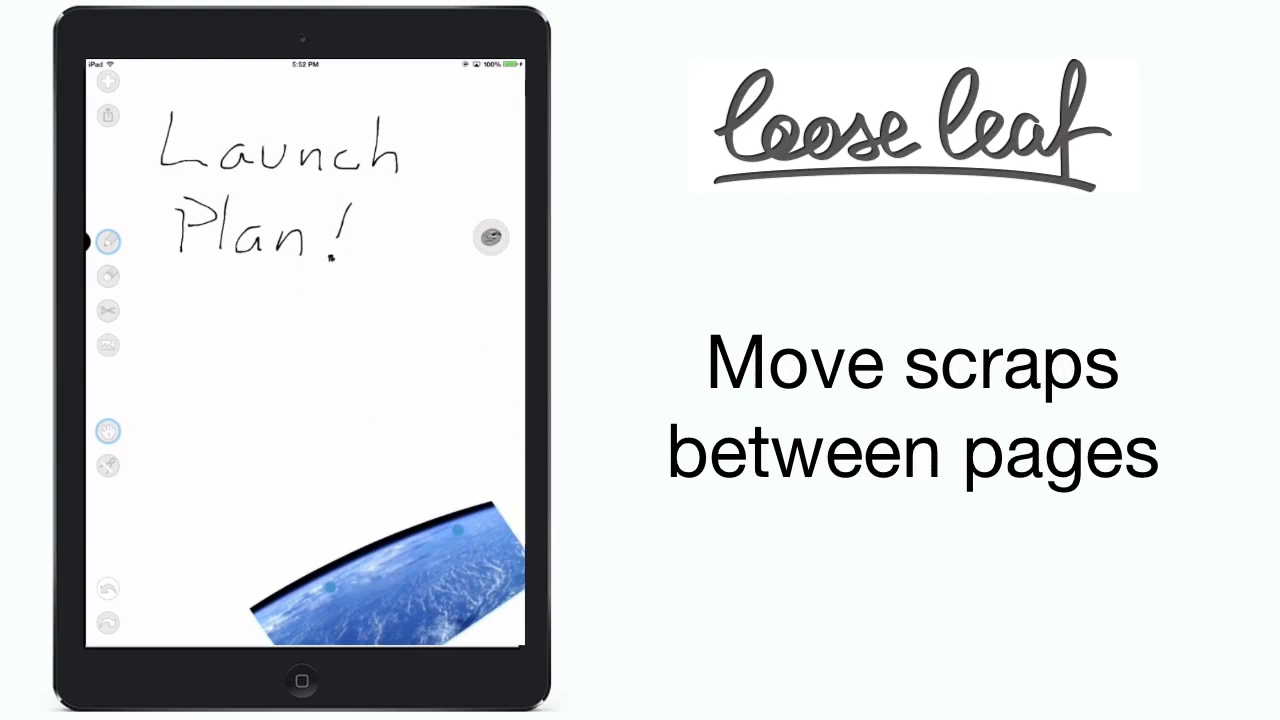 iPad 5:52 PM 100%
Launch
Plan!
loose leaf
Move scraps
between pages